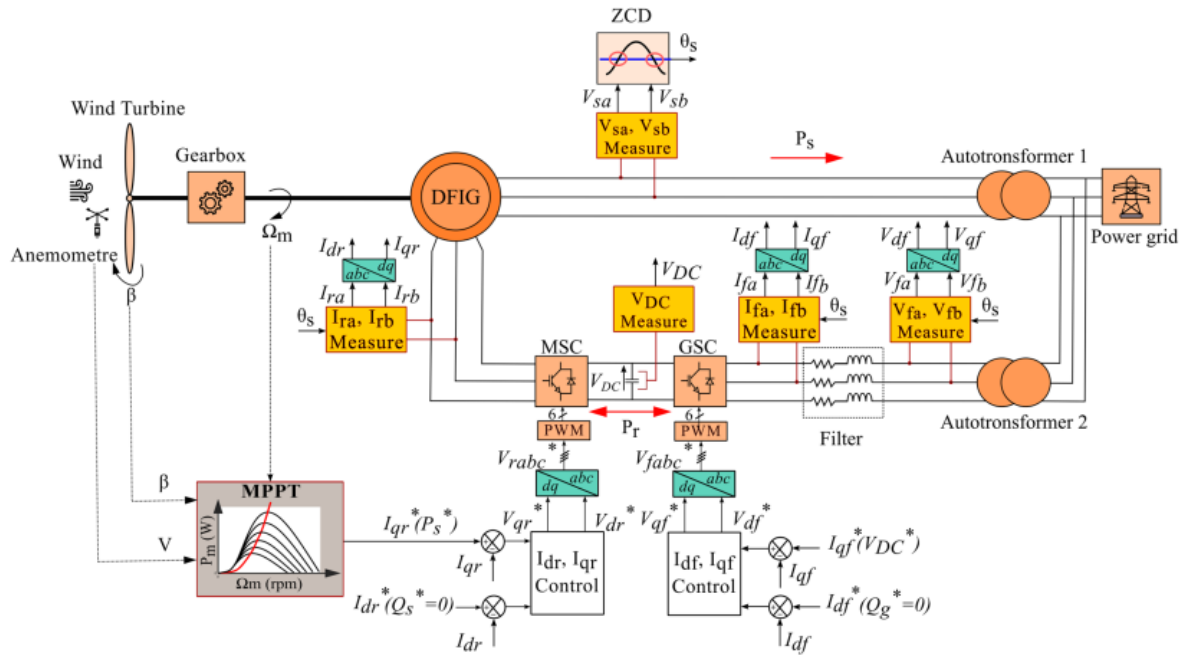 ZCD
θs
Vsa Vsb
Vsa, Vsb
Measure
Ps
Wind Turbine
Wind
Gearbox
Anemometre
β
Ωm
DFIG
Autotronsformer 1
Power grid
Idr Iqr
abc dq
Ira Irb
θs
Ira, Irb
Measure
VDC
VDC
Measure
Idf Iqf
abc dq
Ifa Ifb
θs
Ifa, Ifb
Measure
Vdf Vqf
abc dq
Vfa Vfb
θs
Vfa, Vfb
Measure
MSC
VDC
GSC
Filter
Autotronsformer 2
6
PWM
Pr
6
PWM
Vrabc*
dq abc
Vfabc*
dq abc
Vqr* Vdr*
Vqf* Vdf*
β
V
MPPT
Pm (W)
Ωm (rpm)
Iqr*(Ps*)
Iqr
Idr*(Qs*=0)
Idr
Idr, Iqr
Control
Idf, Iqf
Control
Iqf*(VDC*)
Iqf
Idf*(Qg*=0)
Idf